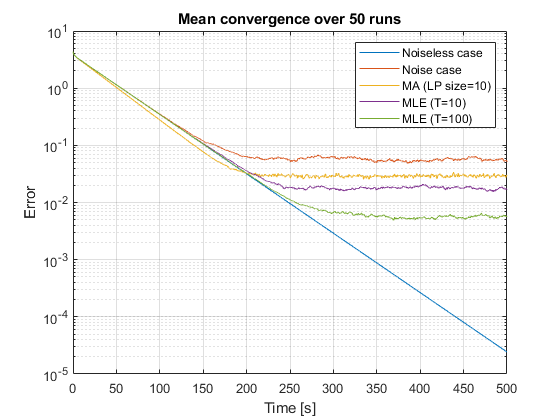 Mean convergence over 50 runs
Noiseless case
Noise case
MA (LP size=10)
MLE (T=10)
MLE (T=100)
Error
10^1
10^0
10^-1
10^-2
10^-3
10^-4
10^-5
0 50 100 150 200 250 300 350 400 450 500
Time [s]